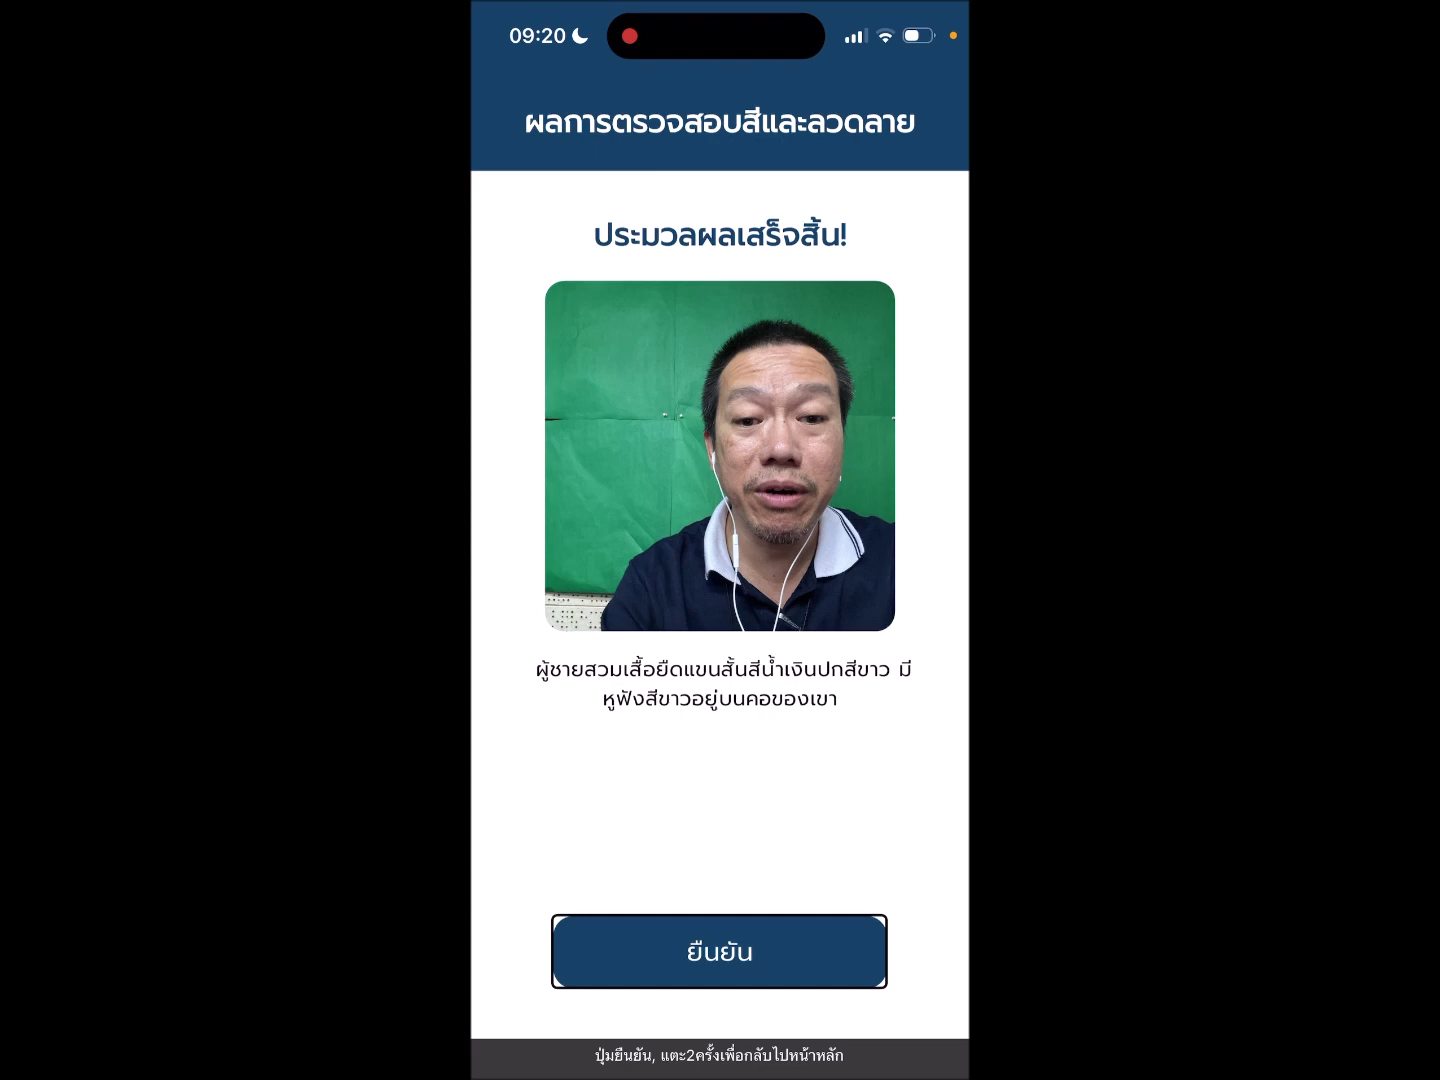 09:20
ผลการตรวจสอบสีและลวดลาย
ประมวลผลเสร็จสิ้น!
ผู้ชายสวมเสื้อยืดแขนสั้นสีน้ำเงินปกสีขาว มี
หูฟังสีขาวอยู่บนคอของเขา
ยืนยัน
ปุ่มยืนยัน, แตะ2ครั้งเพื่อกลับไปหน้าหลัก